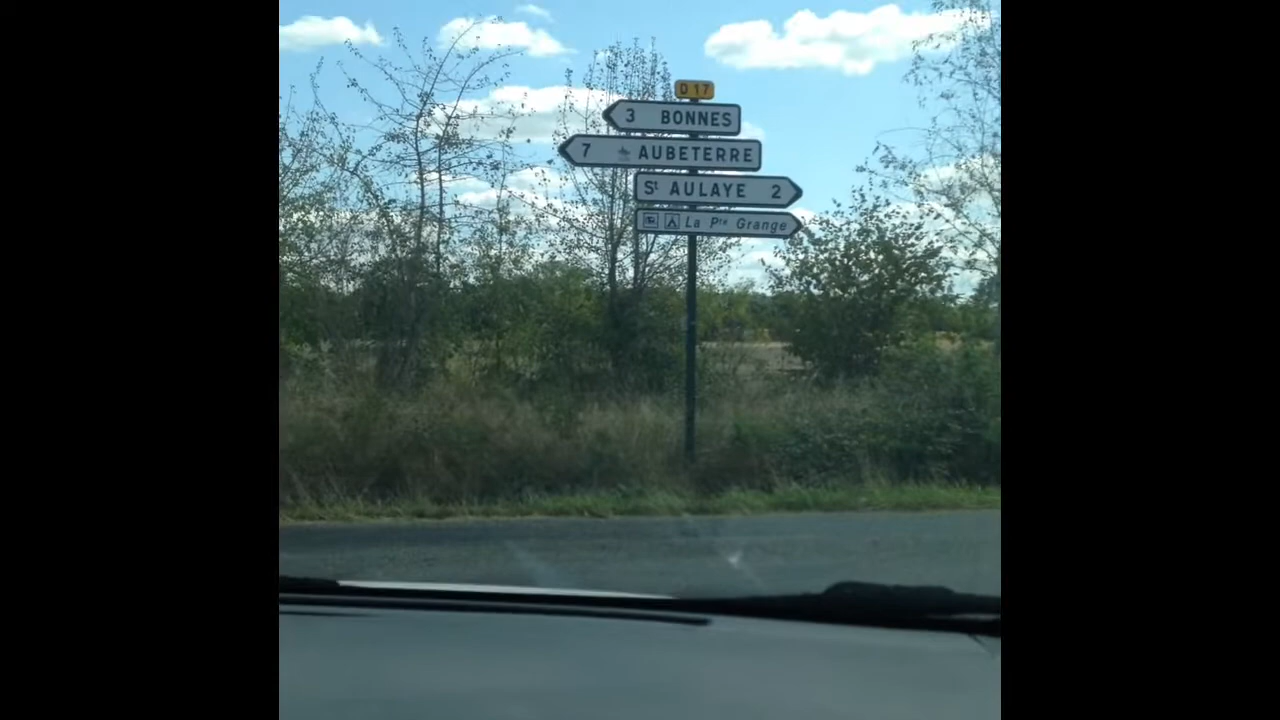 D 17
3 BONNES
7 AUBETERRE
St AULAYE 2
La Pte Grange